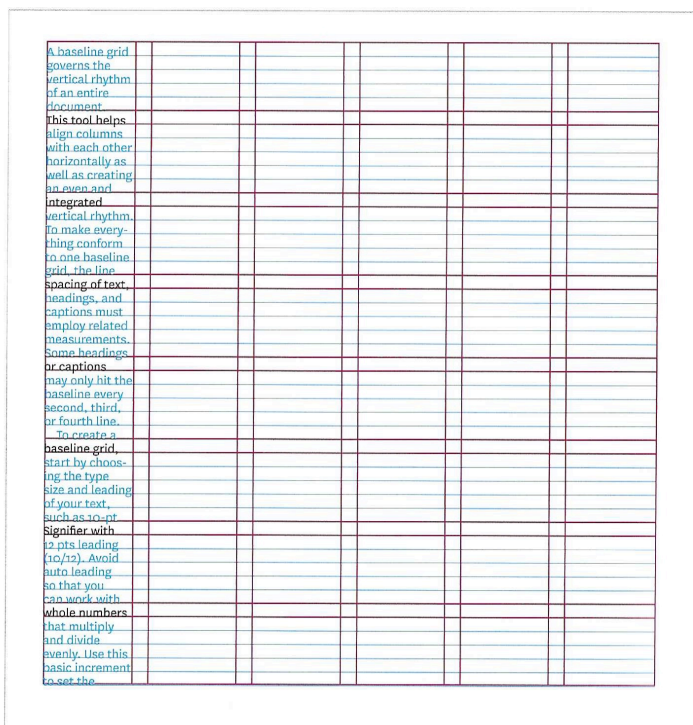 A baseline grid
governs the
vertical rhythm
of an entire
document.
This tool helps
align columns
with each other
horizontally as
well as creating
an even and
integrated
vertical rhythm.
To make every-
thing conform
to one baseline
grid, the line
spacing of text,
headings, and
captions must
employ related
measurements.
Some headings
or captions
may only hit the
baseline every
second, third,
or fourth line.
To create a
baseline grid,
start by choos-
ing the type
size and leading
of your text,
such as 10-pt
Signifier with
12 pts leading
(10/12). Avoid
auto leading
so that you
can work with
whole numbers
that multiply
and divide
evenly. Use this
basic increment
to set the